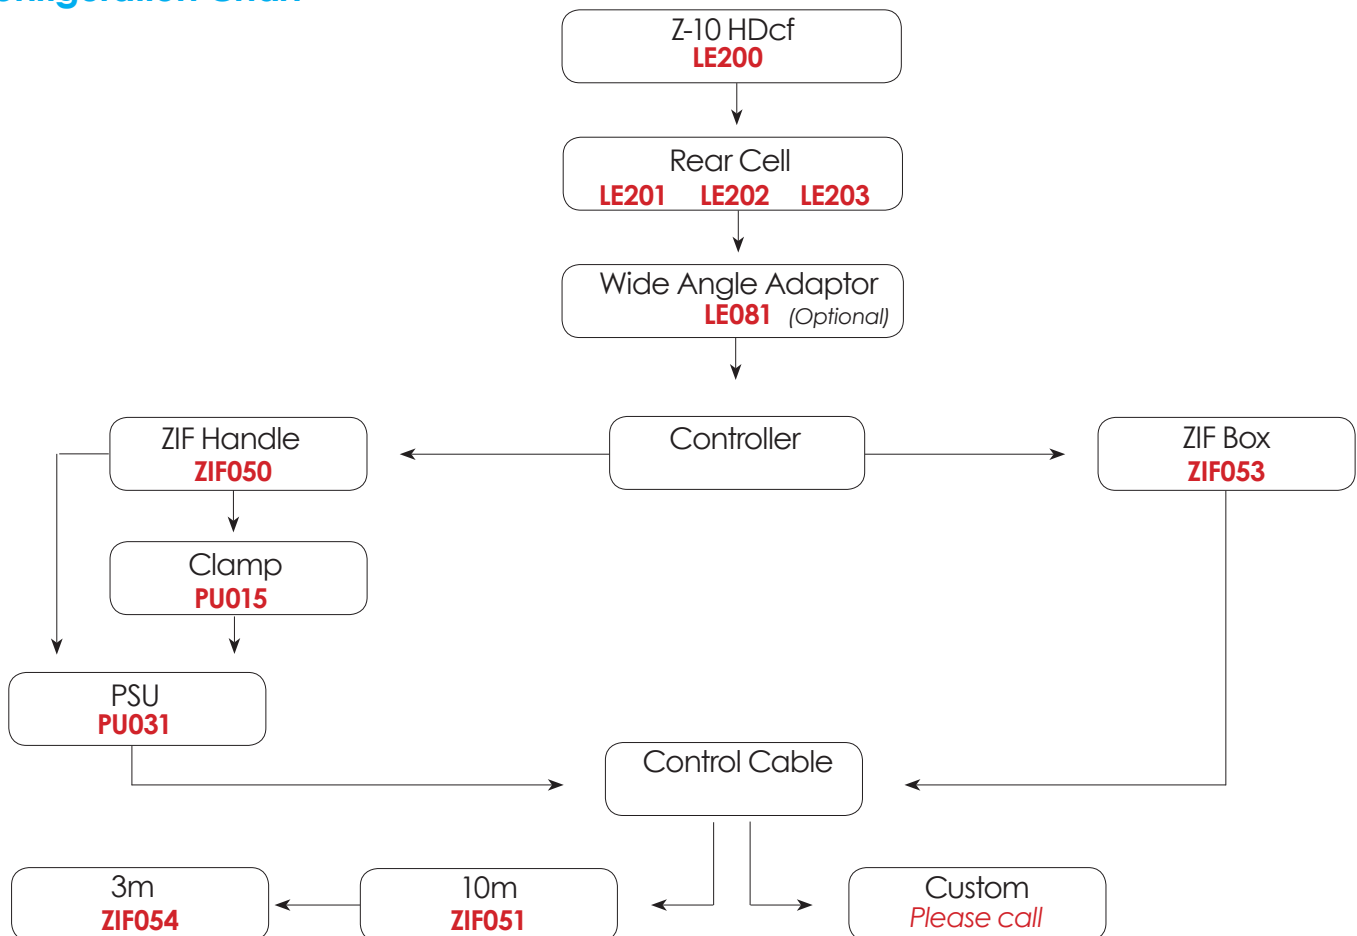 Z-10 HDcf
LE200
Rear Cell
LE201 LE202 LE203
Wide Angle Adaptor
LE081 (Optional)
ZIF Handle
ZIF050
Controller
ZIF Box
ZIF053
Clamp
PU015
PSU
PU031
Control Cable
3m
ZIF054
10m
ZIF051
Custom
Please call